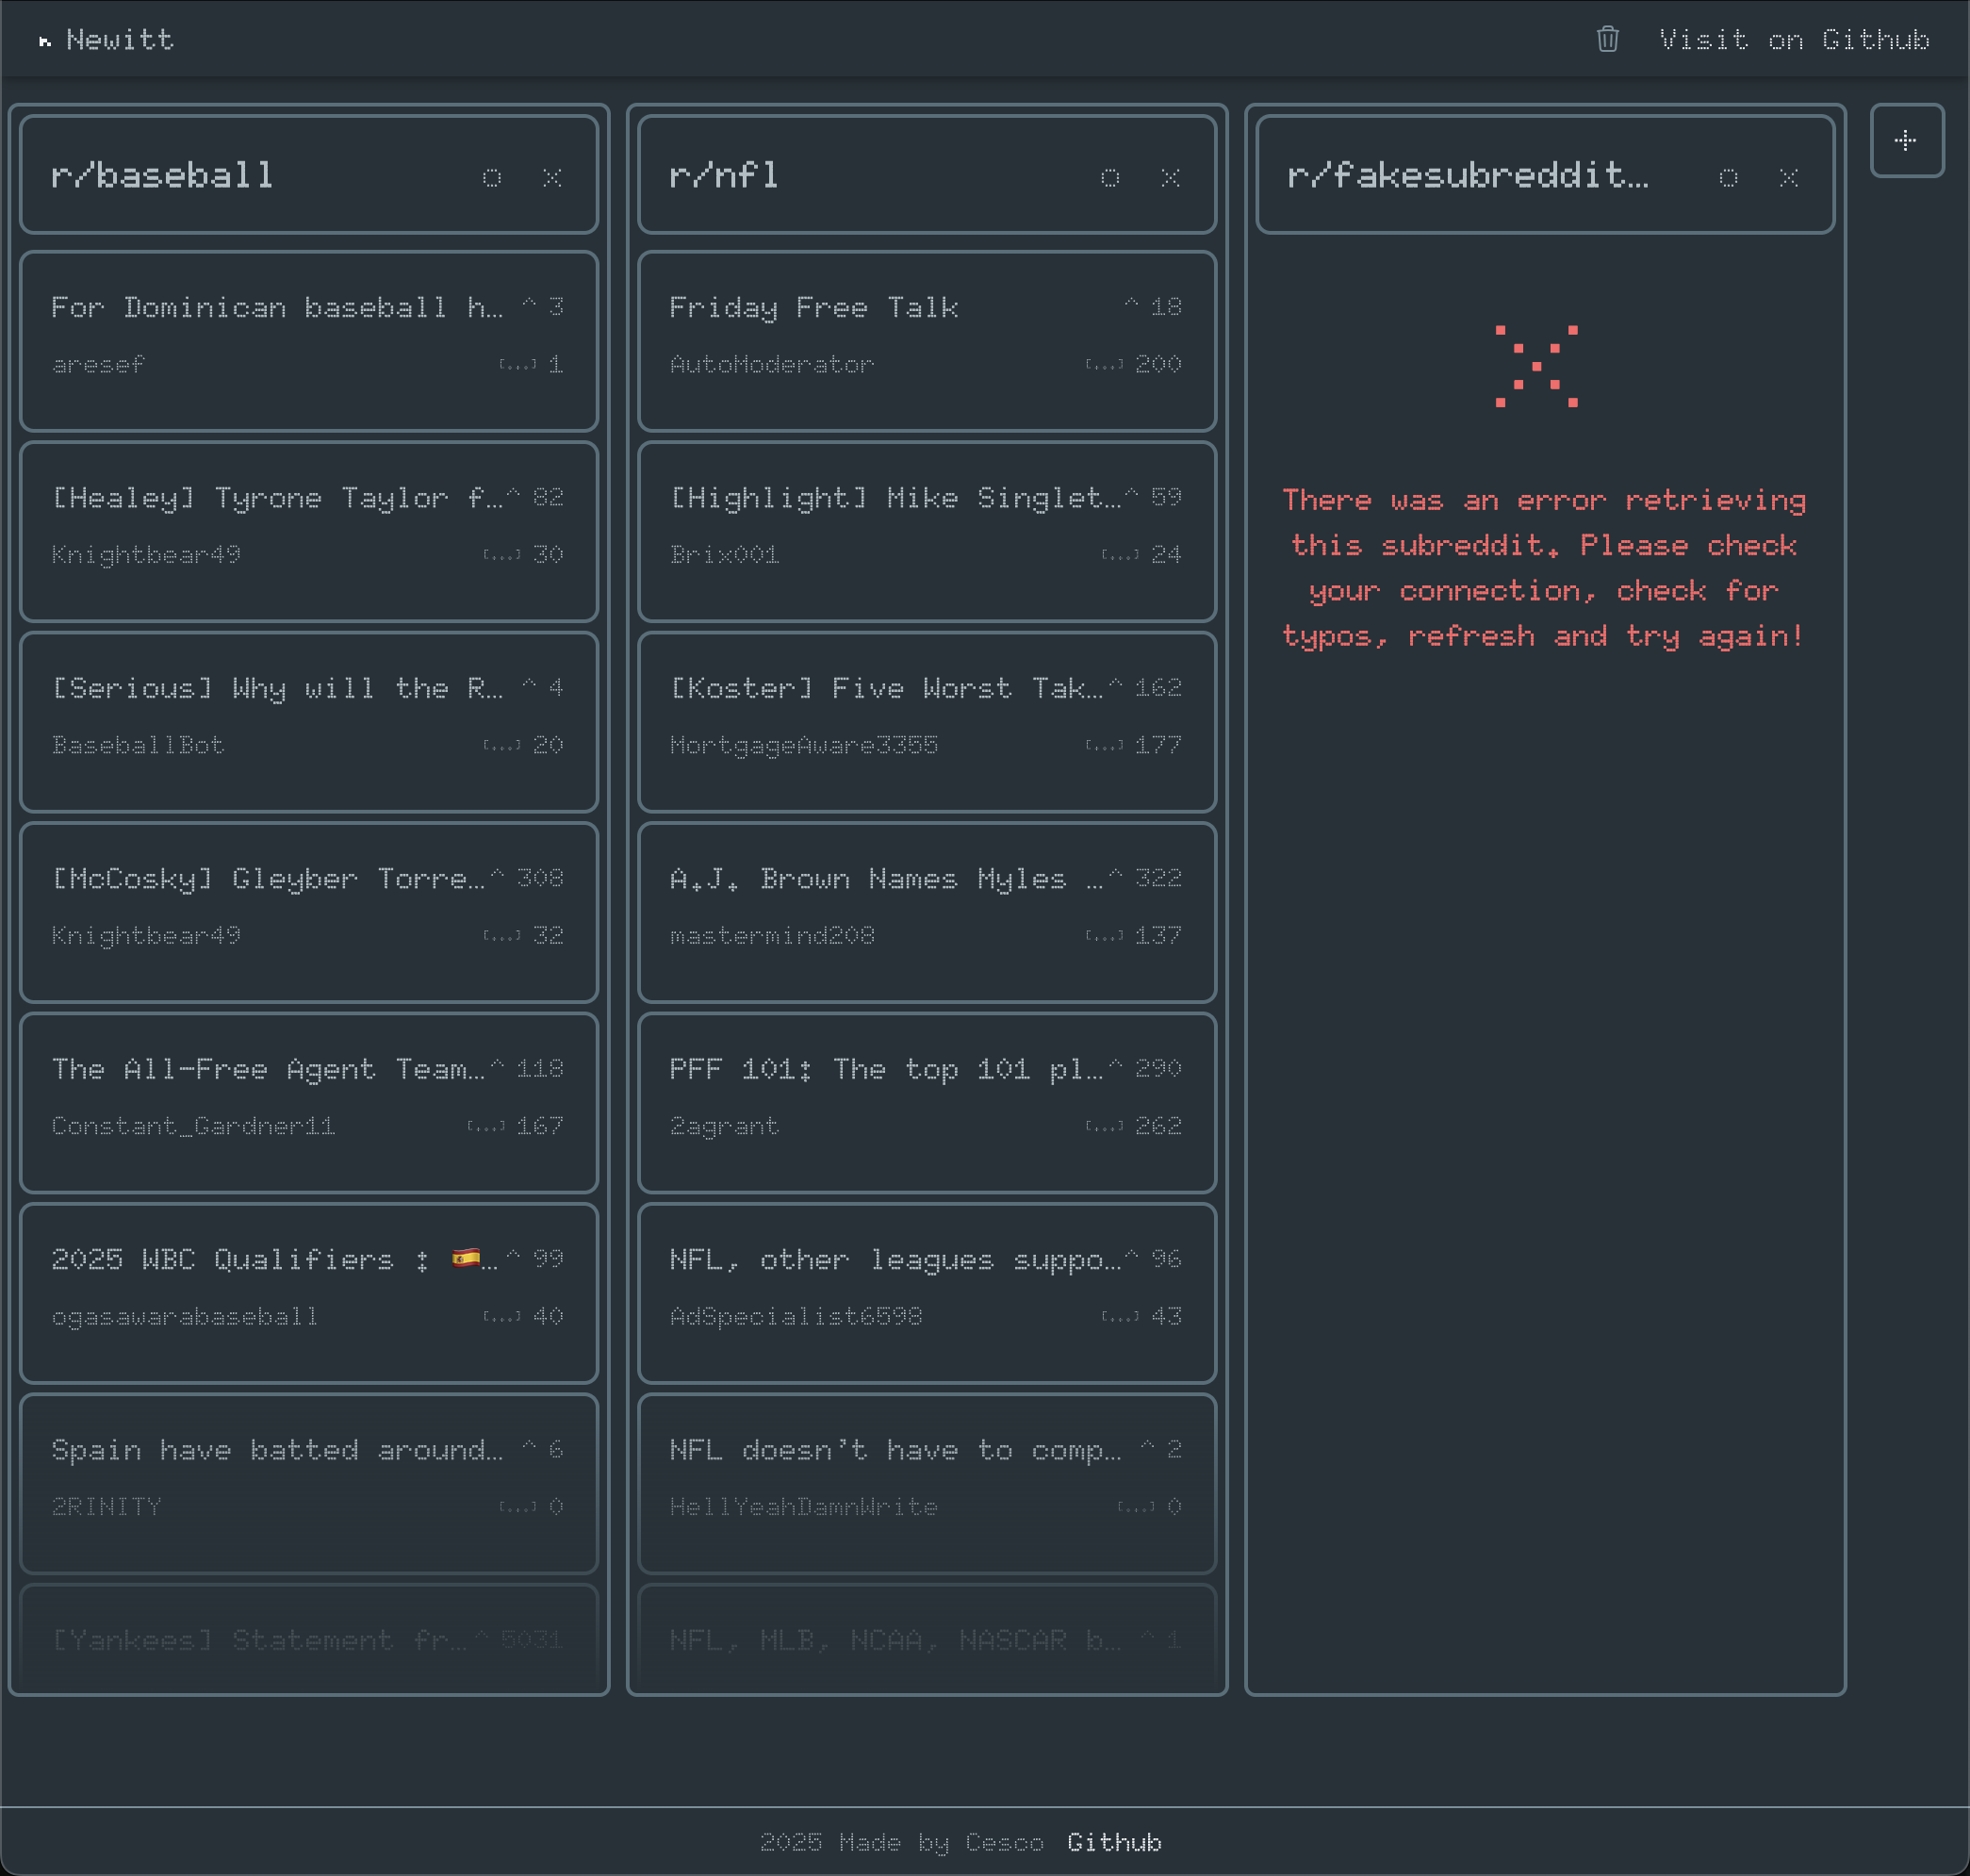 Newitt
Visit on Github
r/baseball
For Dominican baseball h… ^ 3
aresef [...] 1
[Healey] Tyrone Taylor f… ^ 82
Knightbear49 [...] 30
[Serious] Why will the R… ^ 4
BaseballBot [...] 20
[McCosky] Gleyber Torre… ^ 308
Knightbear49 [...] 32
The All-Free Agent Team… ^ 118
Constant_Gardner11 [...] 167
2025 WBC Qualifiers : 🇪🇸… ^ 99
ogasawarabaseball [...] 40
Spain have batted around… ^ 6
2RINITY [...] 0
[Yankees] Statement fr… ^ 5031
r/nfl
Friday Free Talk ^ 18
AutoModerator [...] 200
[Highlight] Mike Singlet… ^ 59
Brix001 [...] 24
[Koster] Five Worst Tak… ^ 162
MortgageAware3355 [...] 177
A.J. Brown Names Myles … ^ 322
mastermind208 [...] 137
PFF 101: The top 101 pl… ^ 290
2agrant [...] 262
NFL, other leagues suppo… ^ 96
AdSpecialist6598 [...] 43
NFL doesn't have to comp… ^ 2
HellYeahDamnWrite [...] 0
NFL, MLB, NCAA, NASCAR b… ^ 1
r/fakesubreddit…
There was an error retrieving
this subreddit. Please check
your connection, check for
typos, refresh and try again!
+
2025 Made by Cesco Github